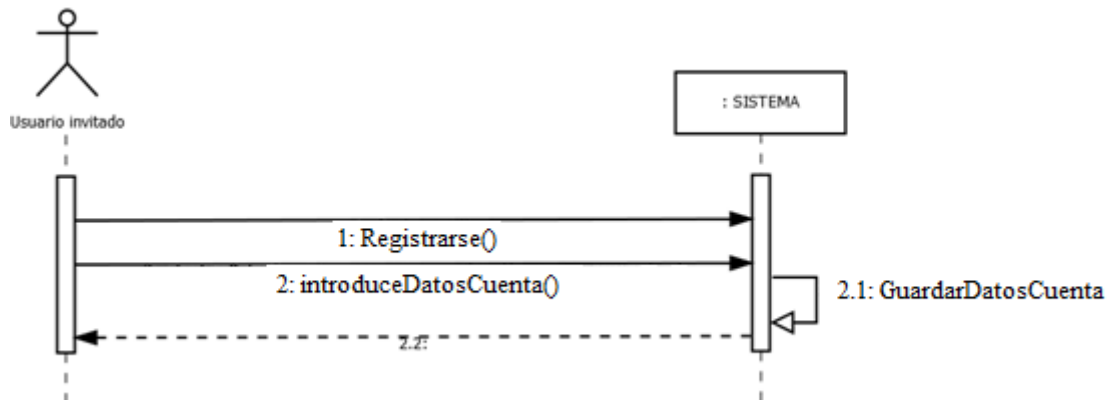 Usuario invitado
: SISTEMA
1: Registrarse()
2: introduceDatosCuenta()
2.1: GuardarDatosCuenta
2.2: